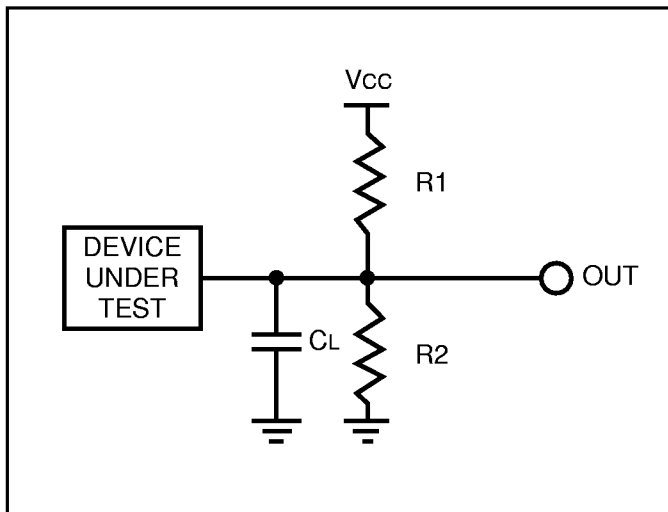 VCC
R1
DEVICE
UNDER
TEST
OUT
CL
R2